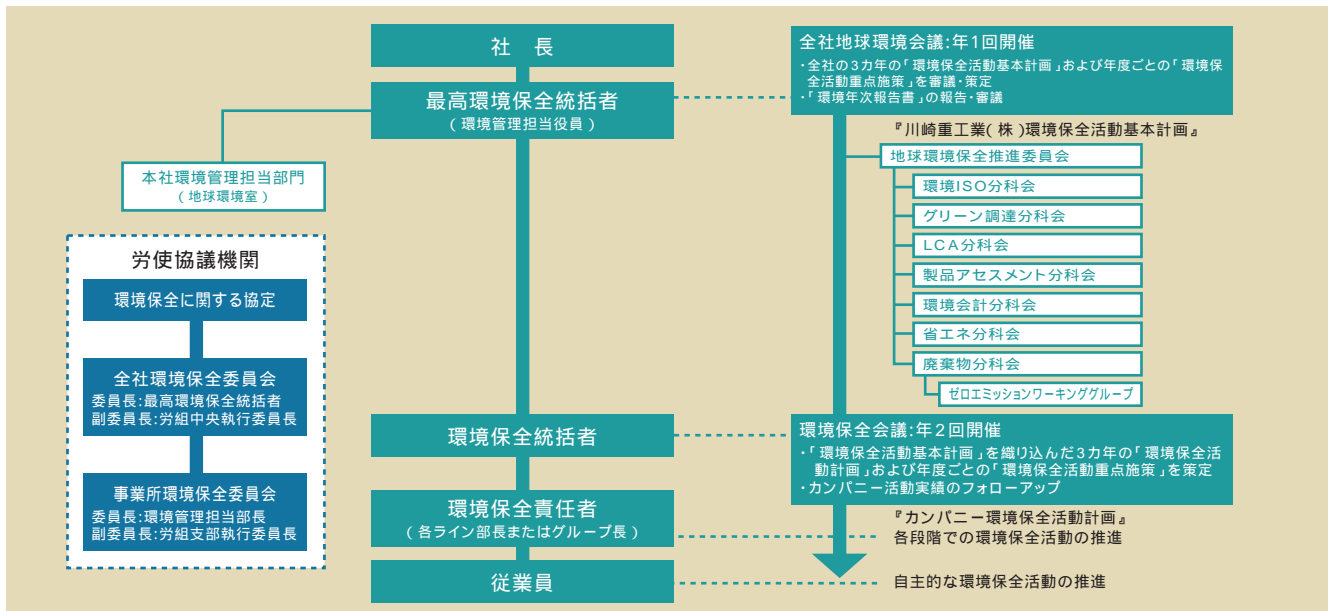 社 長
最高環境保全統括者
(環境管理担当役員)
本社環境管理担当部門
(地球環境室)
労使協議機関
環境保全に関する協定
全社環境保全委員会
委員長:最高環境保全統括者
副委員長:労組中央執行委員長
事業所環境保全委員会
委員長:環境管理担当部長
副委員長:労組支部執行委員長
環境保全統括者
環境保全責任者
(各ライン部長またはグループ長)
従業員
全社地球環境会議:年1回開催
・全社の3カ年の「環境保全活動基本計画」および年度ごとの「環境保
全活動重点施策」を審議・策定
・「環境年次報告書」の報告・審議
『川崎重工業(株)環境保全活動基本計画』
地球環境保全推進委員会
環境ISO分科会
グリーン調達分科会
LCA分科会
製品アセスメント分科会
環境会計分科会
省エネ分科会
廃棄物分科会
ゼロエミッションワーキンググループ
環境保全会議:年2回開催
・「環境保全活動基本計画」を織り込んだ3カ年の「環境保全活
動計画」および年度ごとの「環境保全活動重点施策」を策定
・カンパニー活動実績のフォローアップ
『カンパニー環境保全活動計画』
各段階での環境保全活動の推進
自主的な環境保全活動の推進